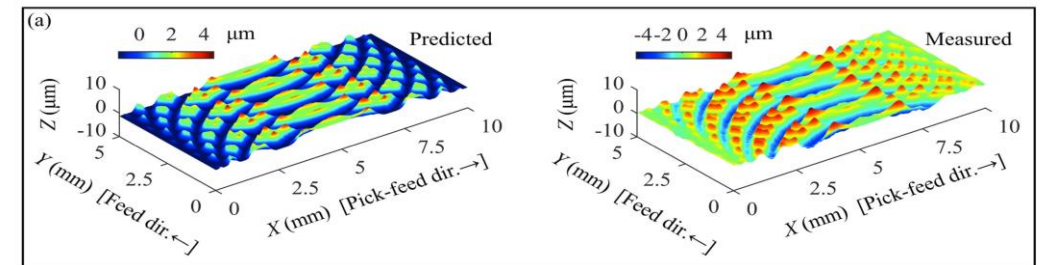 (a)
0 2 4 μm
Predicted
10
0
-10
Z (μm)
5
2.5
0
Y (mm) [Feed dir.←]
0
2.5
5
7.5
10
X (mm) [Pick-feed dir.→]
-4 -2 0 2 4 μm
Measured
10
0
-10
Z (μm)
5
2.5
0
Y (mm) [Feed dir.←]
0
2.5
5
7.5
10
X (mm) [Pick-feed dir.→]